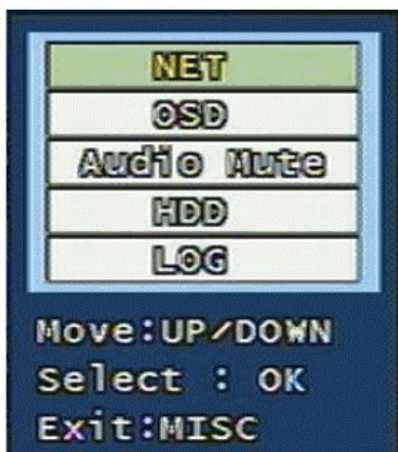 NET
OSD
Audio Mute
HDD
LOG
Move:UP/DOWN
Select : OK
Exit:MISC